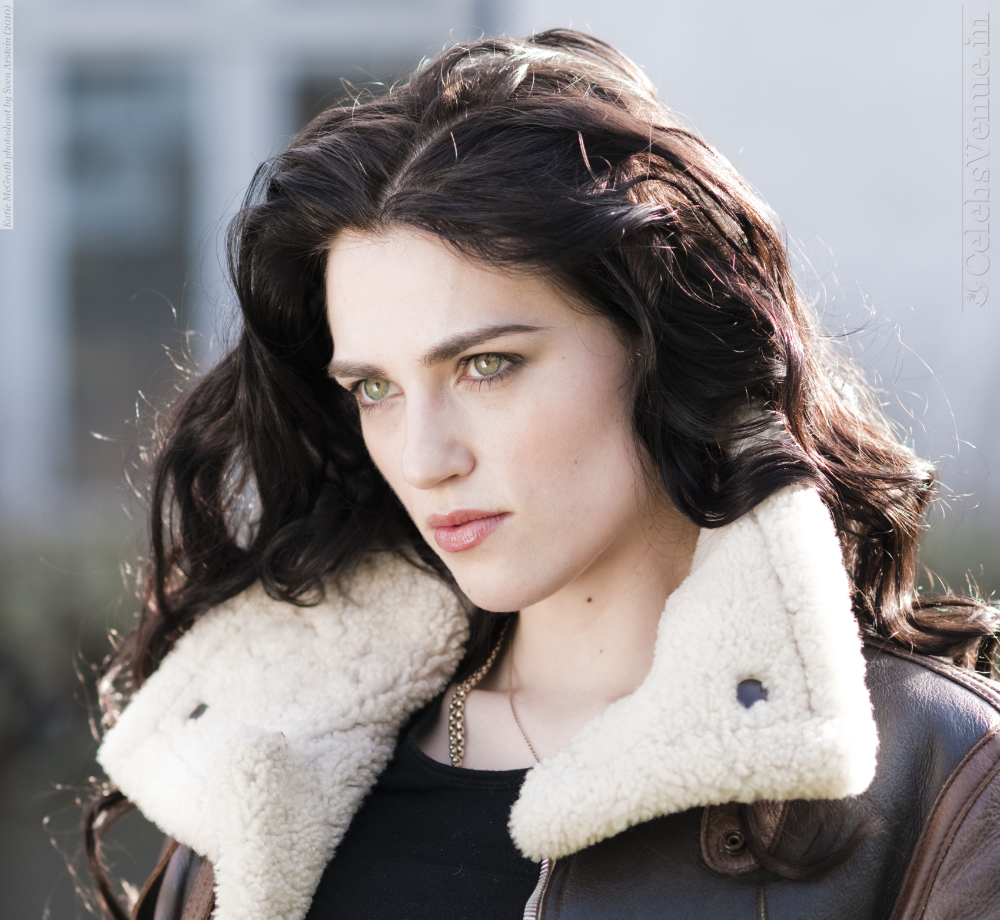 Katie McGrath photoshoot by Sven Arstein (2010)
CelebsVenue.in